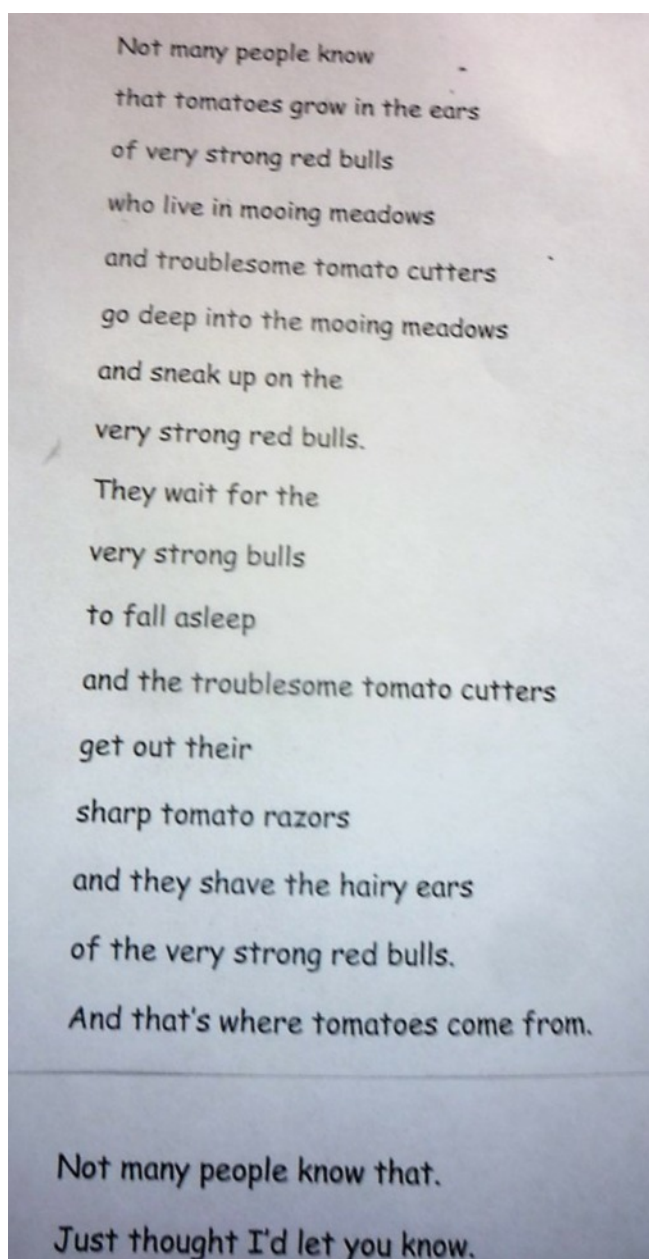 Not many people know
that tomatoes grow in the ears
of very strong red bulls
who live in mooing meadows
and troublesome tomato cutters
go deep into the mooing meadows
and sneak up on the
very strong red bulls.
They wait for the
very strong bulls
to fall asleep
and the troublesome tomato cutters
get out their
sharp tomato razors
and they shave the hairy ears
of the very strong red bulls.
And that's where tomatoes come from.
Not many people know that.
Just thought I'd let you know.